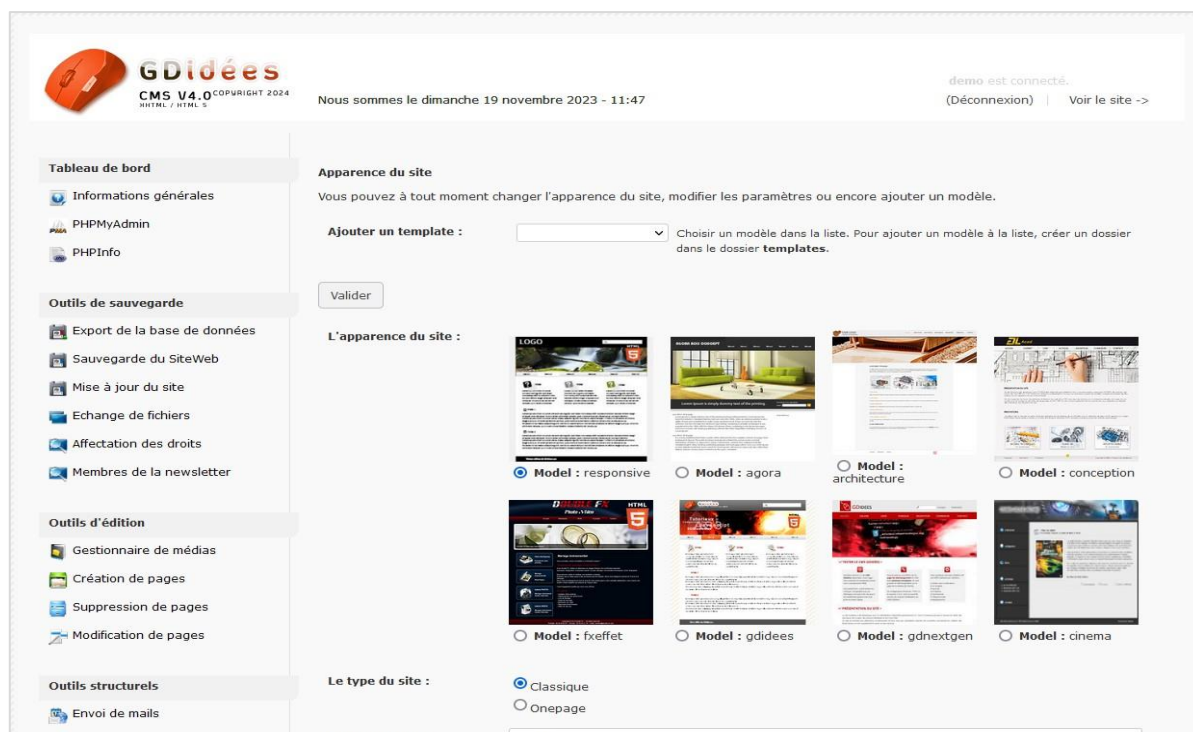 GDidées
CMS V4.0 COPYRIGHT 2024
XHTML / HTML 5
Nous sommes le dimanche 19 novembre 2023 - 11:47
demo est connecté.
(Déconnexion) | Voir le site ->
Tableau de bord
Informations générales
PHPMyAdmin
PHPInfo
Outils de sauvegarde
Export de la base de données
Sauvegarde du SiteWeb
Mise à jour du site
Echange de fichiers
Affectation des droits
Membres de la newsletter
Outils d'édition
Gestionnaire de médias
Création de pages
Suppression de pages
Modification de pages
Outils structurels
Envoi de mails
Apparence du site
Vous pouvez à tout moment changer l'apparence du site, modifier les paramètres ou encore ajouter un modèle.
Ajouter un template :
Choisir un modèle dans la liste. Pour ajouter un modèle à la liste, créer un dossier
dans le dossier templates.
Valider
L'apparence du site :
LOGO
HTML
5
Model : responsive
Model : agora
Model :
architecture
Model : conception
HTML
5
Model : fxeffet
Model : gdidees
Model : gdnextgen
Model : cinema
Le type du site :
Classique
Onepage